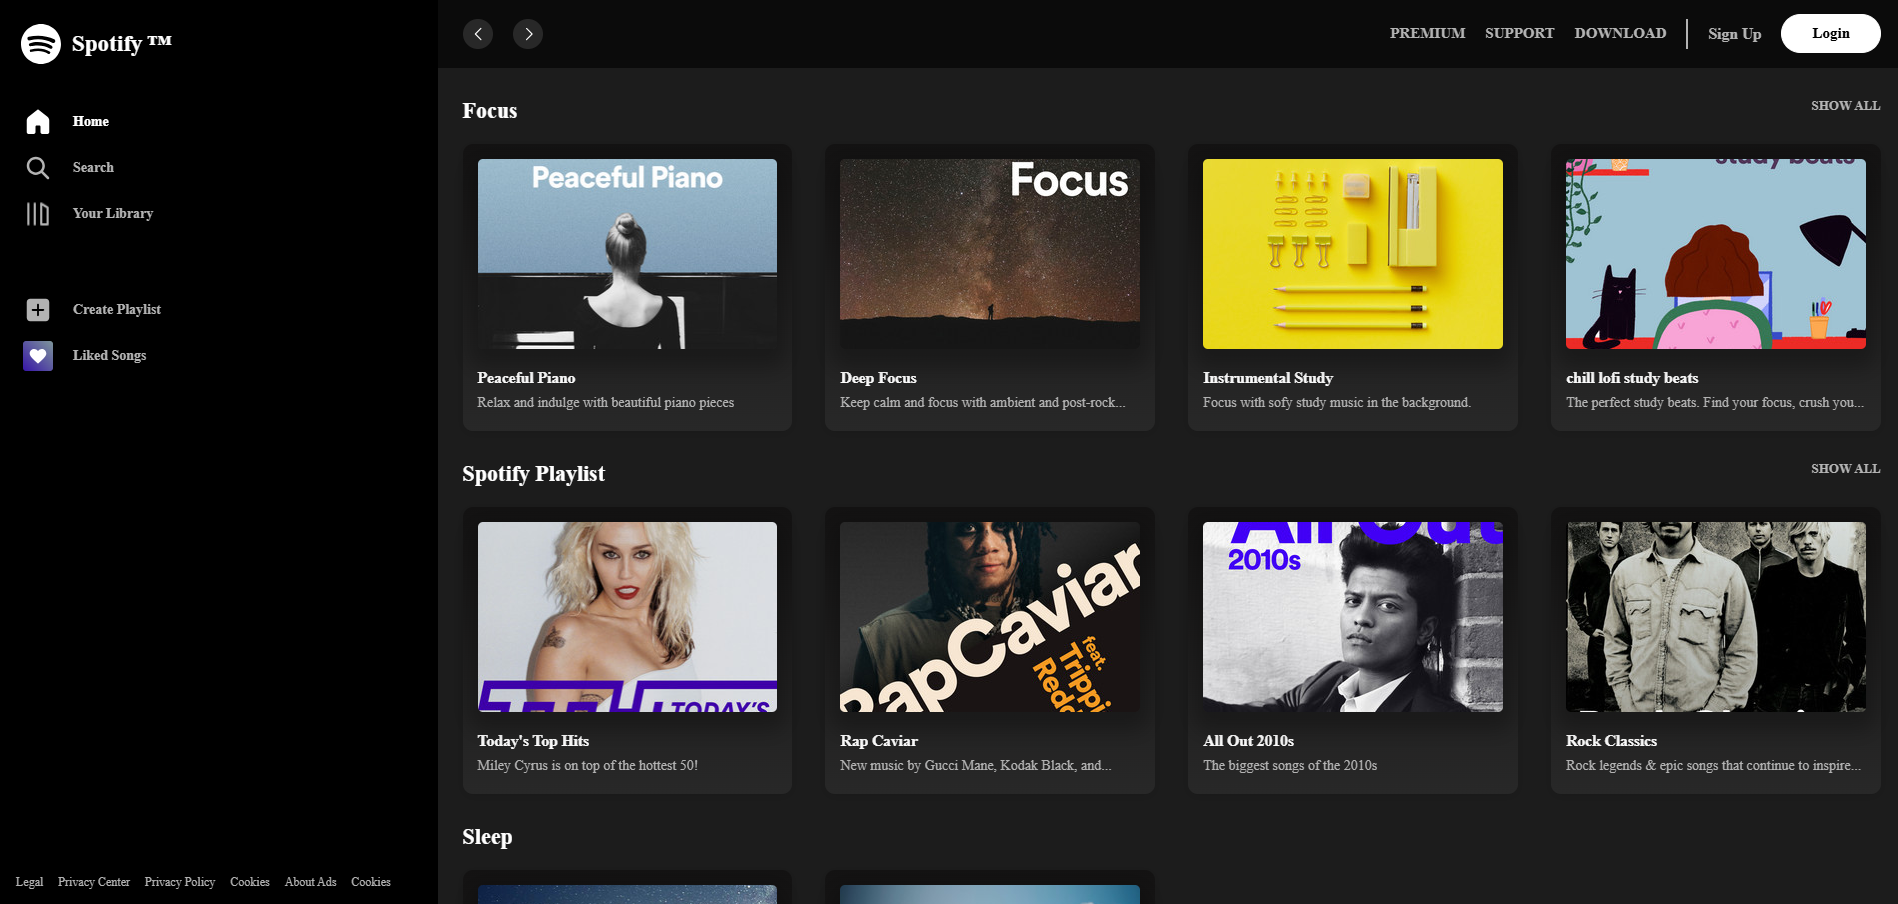 Spotify ™
Home
Search
Your Library
Create Playlist
Liked Songs
Legal Privacy Center Privacy Policy Cookies About Ads Cookies
PREMIUM SUPPORT DOWNLOAD Sign Up Login
Focus
SHOW ALL
Peaceful Piano
Peaceful Piano
Relax and indulge with beautiful piano pieces
Focus
Deep Focus
Keep calm and focus with ambient and post-rock...
Instrumental Study
Focus with sofy study music in the background.
study beats
chill lofi study beats
The perfect study beats. Find your focus, crush you...
Spotify Playlist
SHOW ALL
TODAY'S
Today's Top Hits
Miley Cyrus is on top of the hottest 50!
RapCaviar
feat.
Trippi
Redd
Rap Caviar
New music by Gucci Mane, Kodak Black, and...
All Out
2010s
All Out 2010s
The biggest songs of the 2010s
Rock Classics
Rock legends & epic songs that continue to inspire...
Sleep